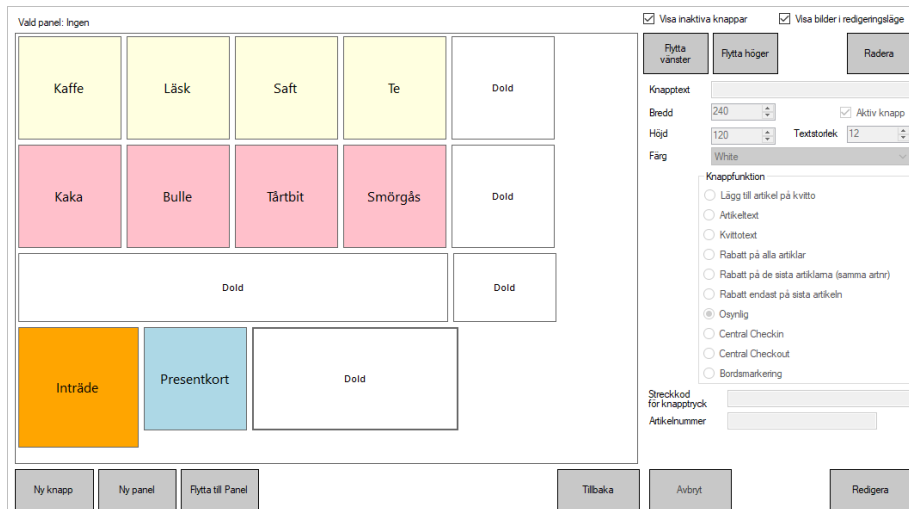 Vald panel: Ingen
Visa inaktiva knappar
Visa bilder i redigeringsläge
Kaffe
Läsk
Saft
Te
Dold
Kaka
Bulle
Tårtbit
Smörgås
Dold
Dold
Dold
Inträde
Presentkort
Dold
Flytta
vänster
Flytta höger
Radera
Knapptext
Bredd
240
Aktiv knapp
Höjd
120
Textstorlek
12
Färg
White
Knappfunktion
Lägg till artikel på kvitto
Artikeltext
Kvittotext
Rabatt på alla artiklar
Rabatt på de sista artiklarna (samma artnr)
Rabatt endast på sista artikeln
Osynlig
Central Checkin
Central Checkout
Bordsmarkering
Streckkod
för knapptryck
Artikelnummer
Ny knapp
Ny panel
Flytta till Panel
Tillbaka
Avbryt
Redigera